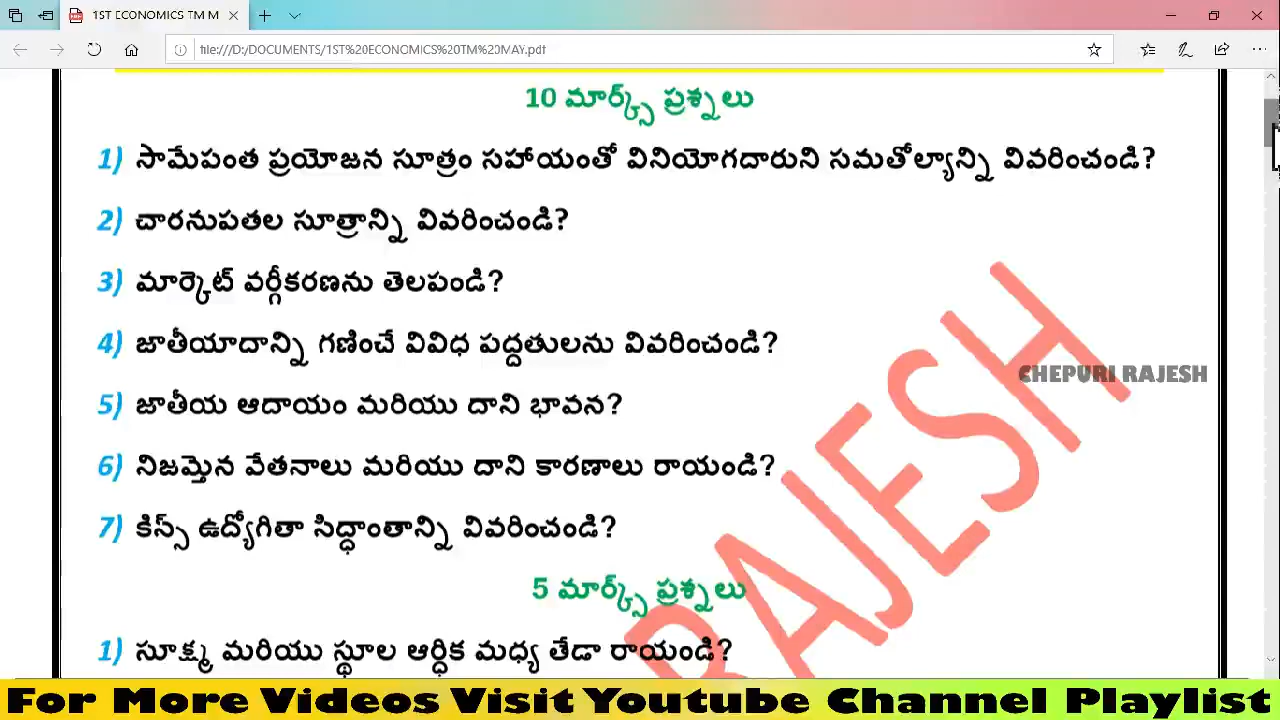 1ST ECONOMICS TM M
file:///D:/DOCUMENTS/1ST%20ECONOMICS%20TM%20MAY.pdf
10 మార్క్స్ ప్రశ్నలు
1) సామేపంత ప్రయోజన సూత్రం సహాయంతో వినియోగదారుని సమతోల్యాన్ని వివరించండి?
2) చారనుపతల సూత్రాన్ని వివరించండి?
3) మార్కెట్ వర్గీకరణను తెలపండి?
4) జాతీయాదాన్ని గణించే వివిధ పద్దతులను వివరించండి?
CHEPURI RAJESH
5) జాతీయ ఆదాయం మరియు దాని భావన?
6) నిజమ్తెన వేతనాలు మరియు దాని కారణాలు రాయండి?
7) కిన్స్ ఉద్యోగితా సిద్ధాంతాన్ని వివరించండి?
RAJESH
5 మార్క్స్ ప్రశ్నలు
1) సూక్ష్మ మరియు స్థూల ఆర్ధిక మధ్య తేడా రాయండి?
For More Videos Visit Youtube Channel Playlist